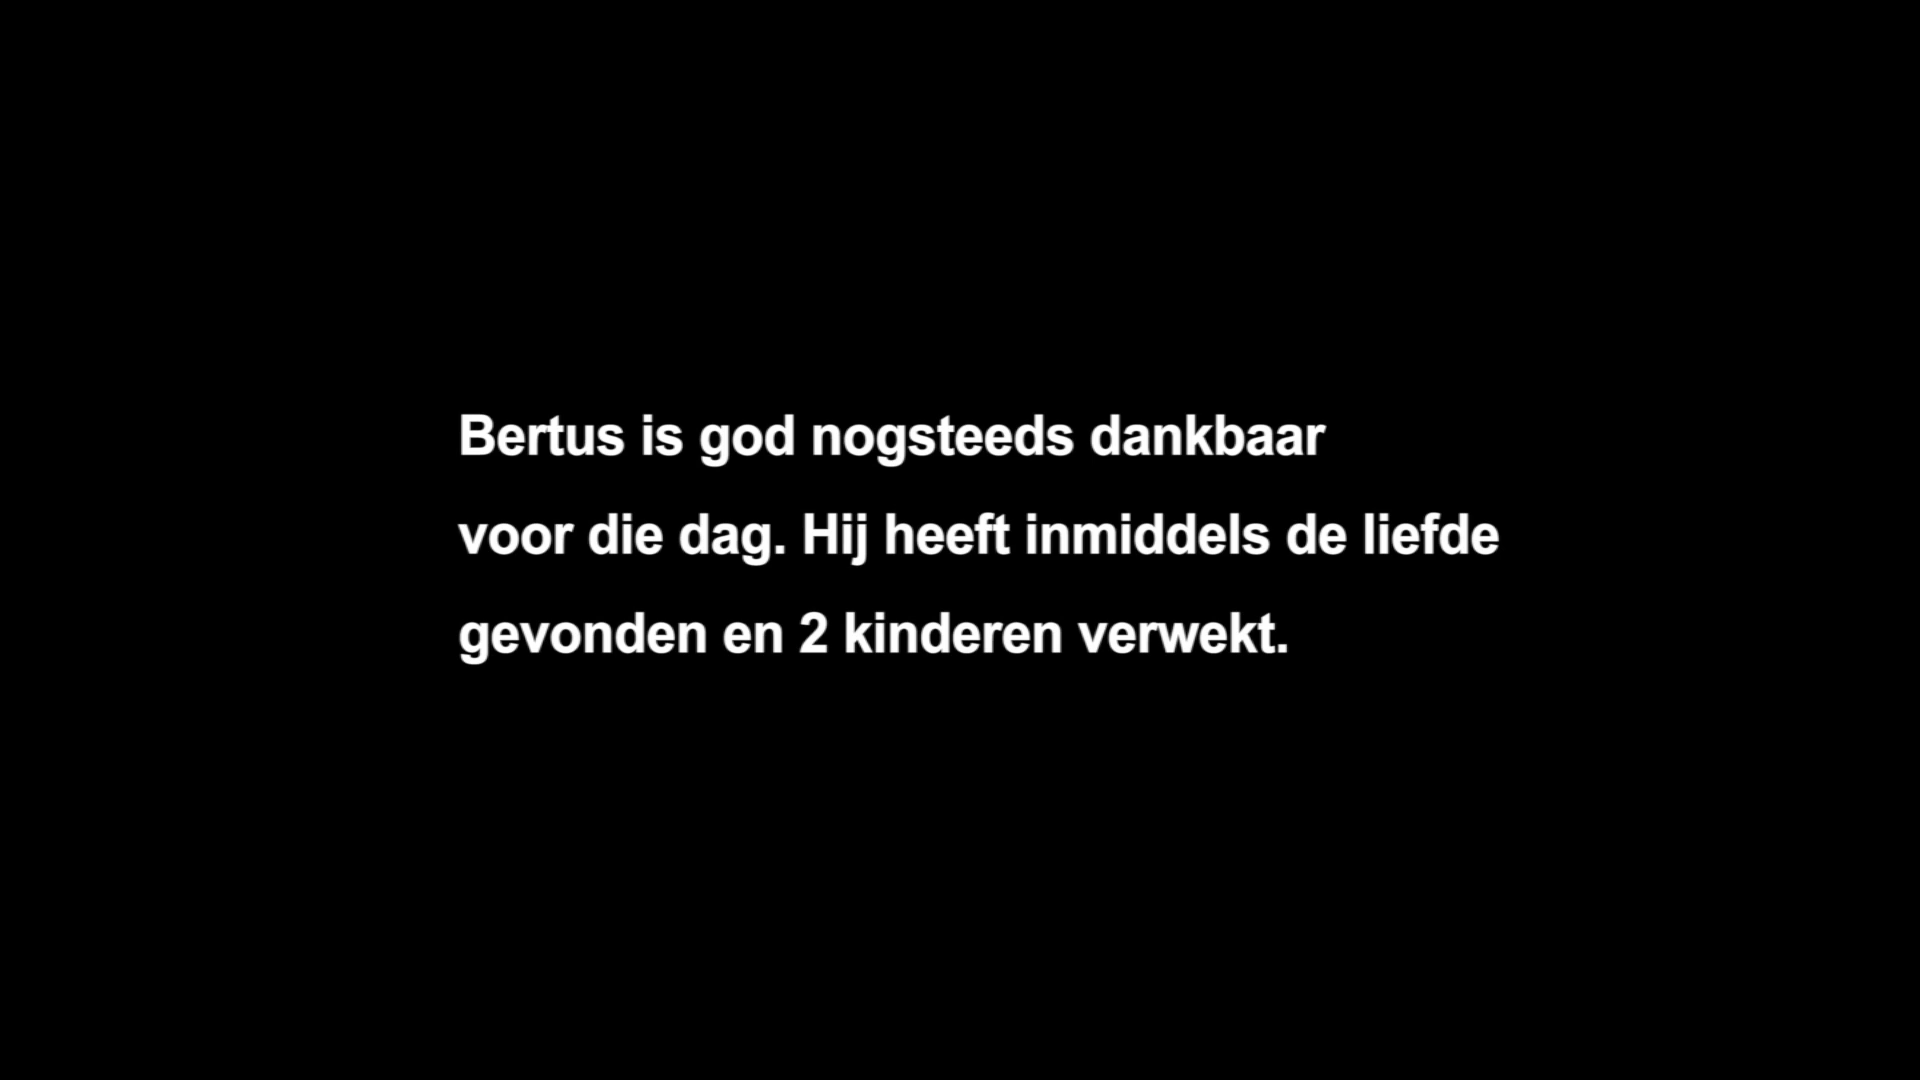 Bertus is god nogsteeds dankbaar
voor die dag. Hij heeft inmiddels de liefde
gevonden en 2 kinderen verwekt.